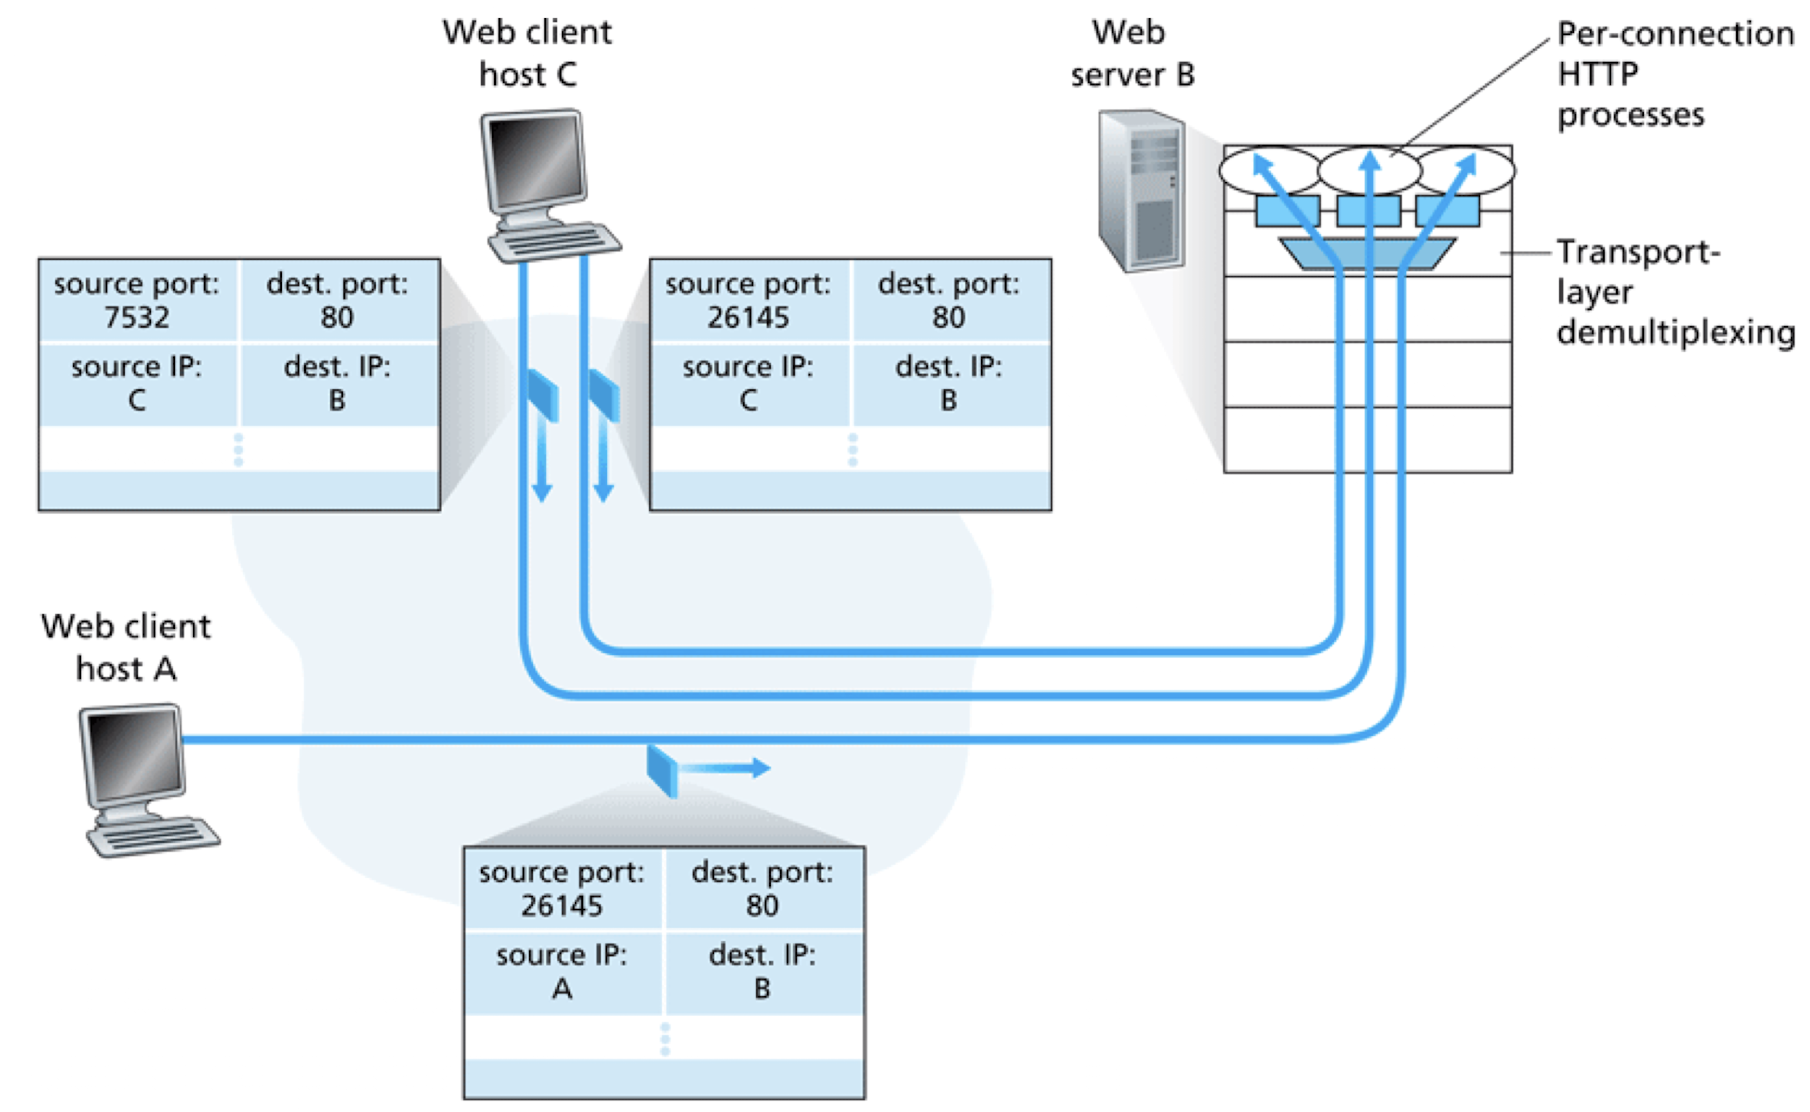 Web client
host C
Web
server B
Per-connection
HTTP
processes
Transport-
layer
demultiplexing
source port:
7532
dest. port:
80
source IP:
C
dest. IP:
B
source port:
26145
dest. port:
80
source IP:
C
dest. IP:
B
Web client
host A
source port:
26145
dest. port:
80
source IP:
A
dest. IP:
B